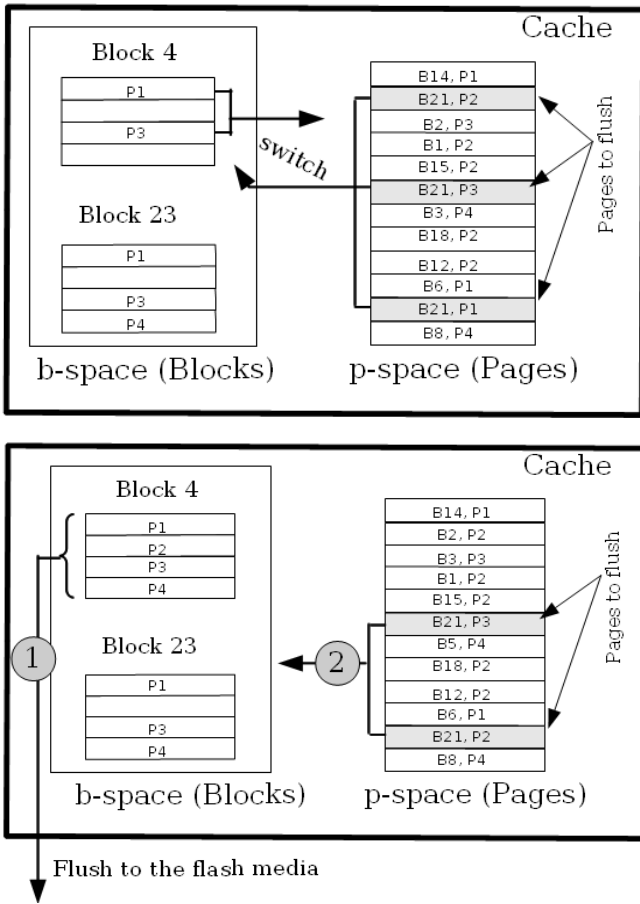 Cache
Block 4
P1
P3
switch
Block 23
P1
P3
P4
b-space (Blocks)
B14, P1
B21, P2
B2, P3
B1, P2
B15, P2
B21, P3
B3, P4
B18, P2
B12, P2
B6, P1
B21, P1
B8, P4
p-space (Pages)
Pages to flush
Cache
Block 4
P1
P2
P3
P4
1
Block 23
P1
P3
P4
b-space (Blocks)
2
B14, P1
B2, P2
B3, P3
B1, P2
B15, P2
B21, P3
B5, P4
B18, P2
B12, P2
B6, P1
B21, P2
B8, P4
p-space (Pages)
Pages to flush
Flush to the flash media